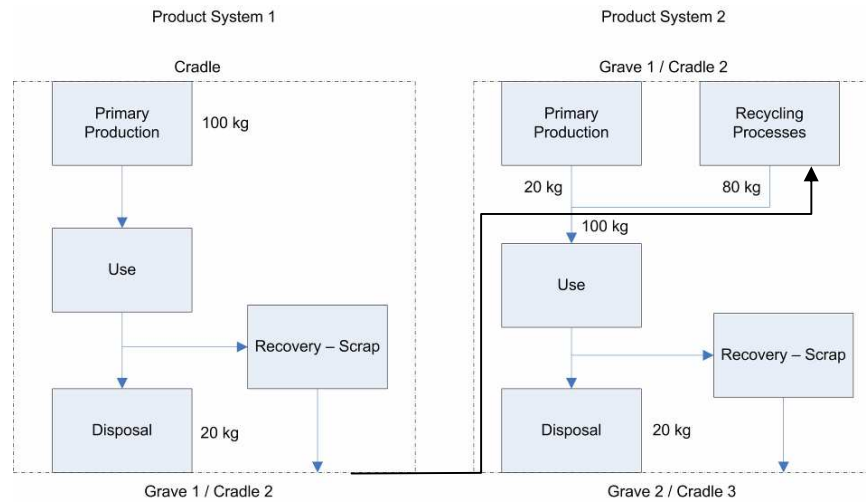 Product System 1
Product System 2
Cradle
Grave 1 / Cradle 2
Primary
Production
100 kg
Primary
Production
Recycling
Processes
20 kg
80 kg
100 kg
Use
Use
Recovery – Scrap
Recovery – Scrap
Disposal
20 kg
Disposal
20 kg
Grave 1 / Cradle 2
Grave 2 / Cradle 3